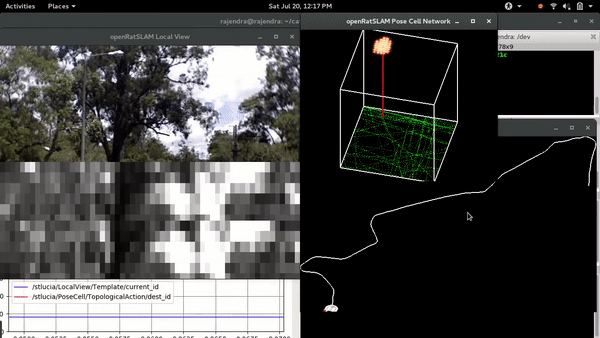 Activities Places Sat Jul 20, 12:17 PM
rajendra@rajendra: ~/ca
openRatSLAM Local View
openRatSLAM Pose Cell Network
rajendra: /dev
78x9
/stlucia/LocalView/Template/current_id
/stlucia/PoseCell/TopologicalAction/dest_id